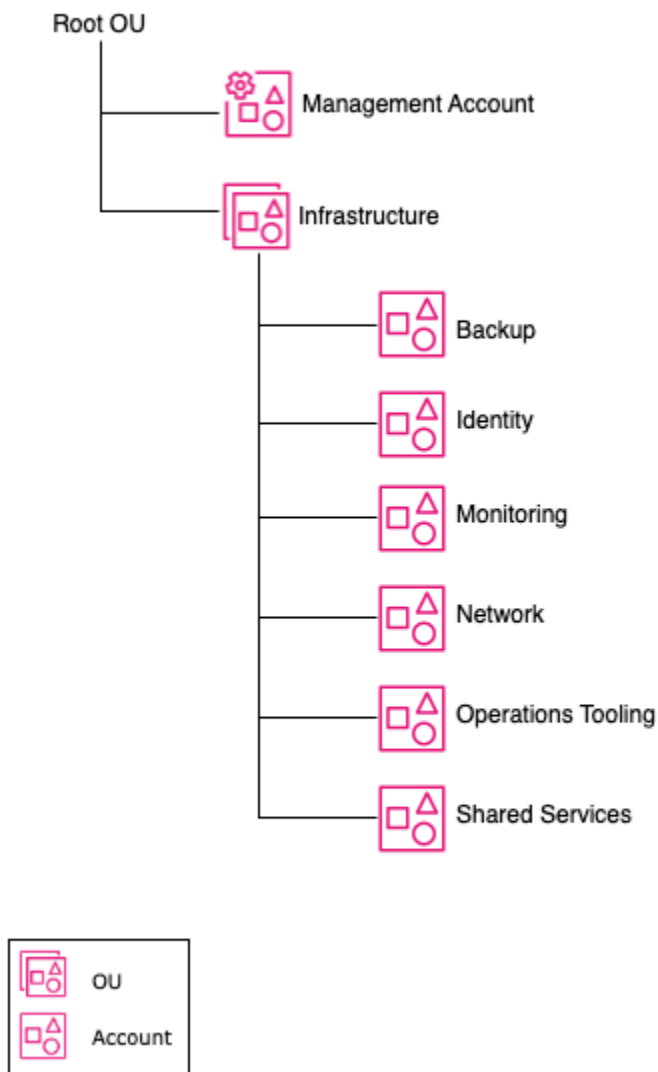 Root OU
Management Account
Infrastructure
Backup
Identity
Monitoring
Network
Operations Tooling
Shared Services
OU
Account